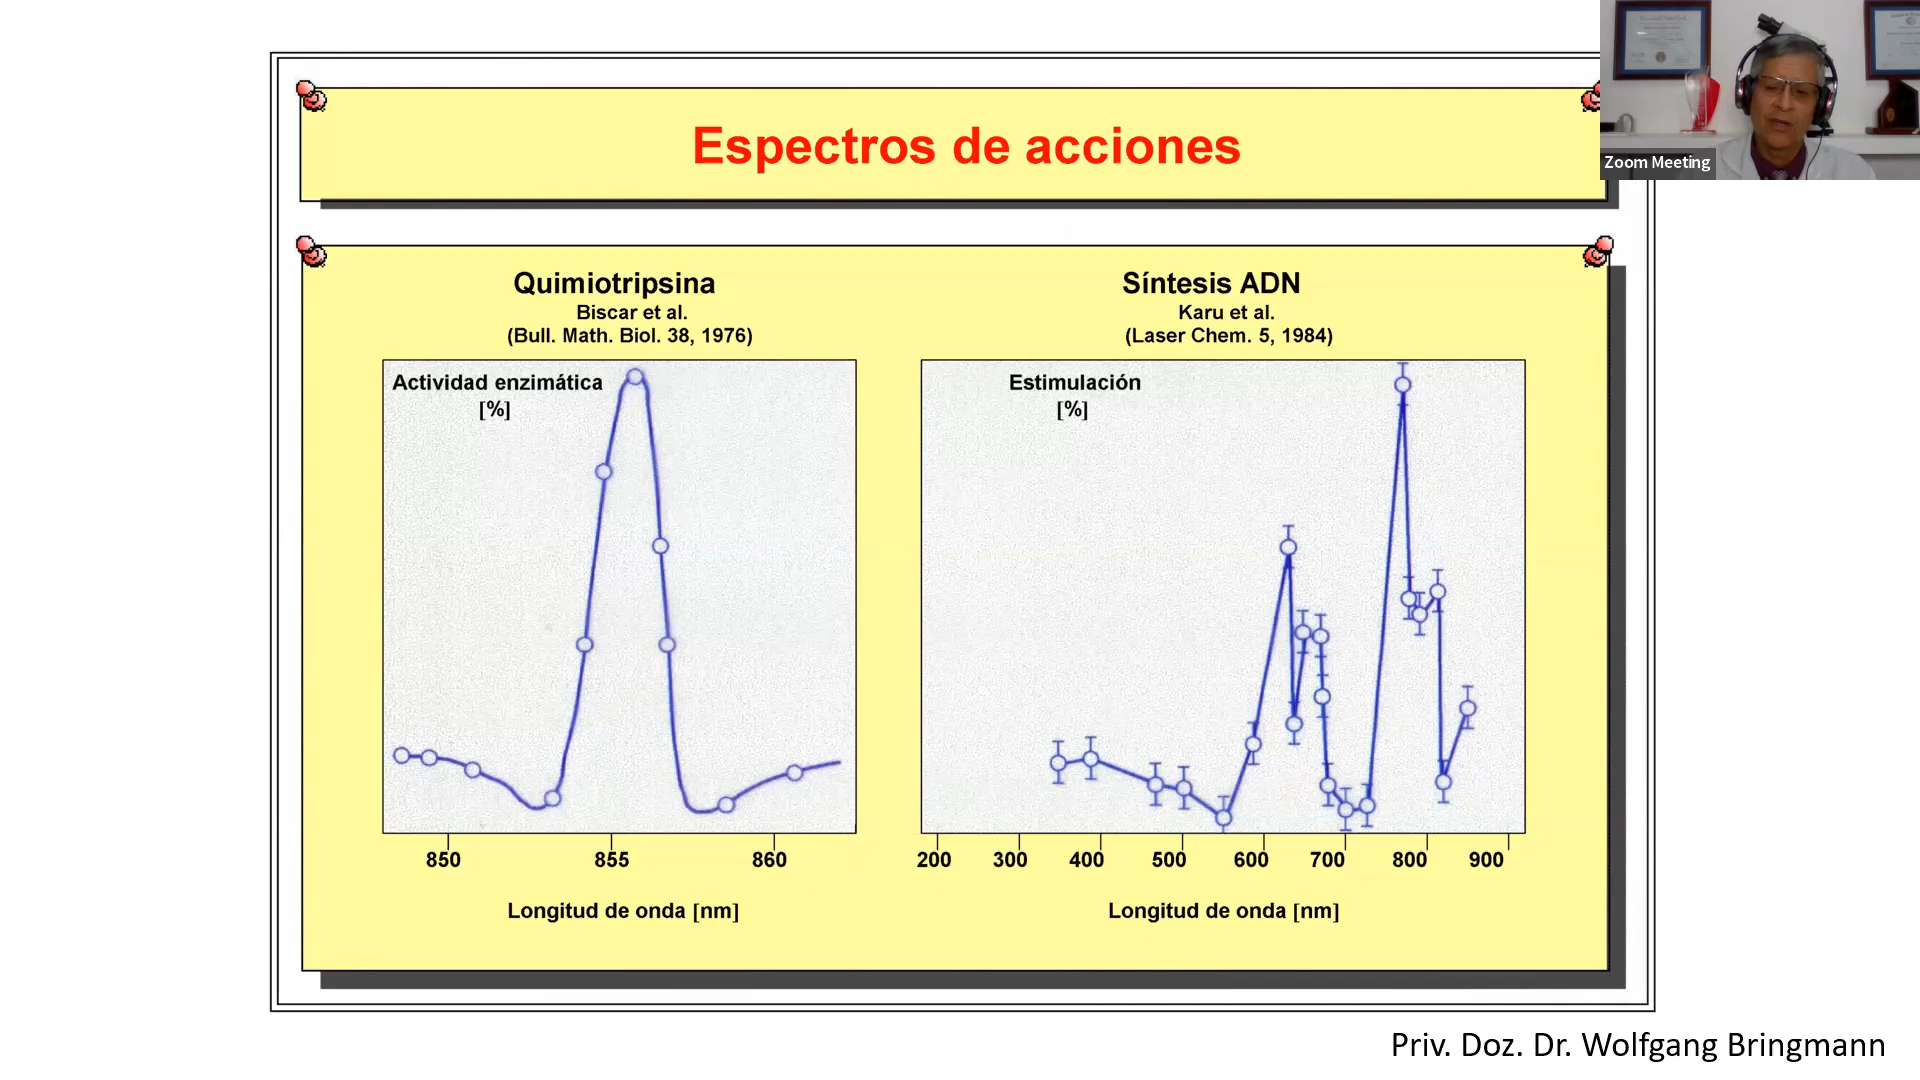 Espectros de acciones
Zoom Meeting
Quimiotripsina
Biscar et al.
(Bull. Math. Biol. 38, 1976)
Actividad enzimática
[%]
850 855 860
Longitud de onda [nm]
Síntesis ADN
Karu et al.
(Laser Chem. 5, 1984)
Estimulación
[%]
200 300 400 500 600 700 800 900
Longitud de onda [nm]
Priv. Doz. Dr. Wolfgang Bringmann